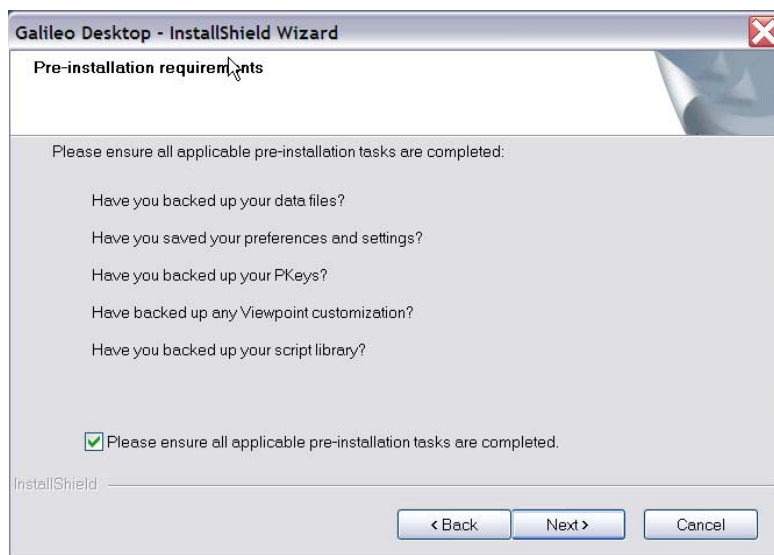 Galileo Desktop - InstallShield Wizard
Pre-installation requirements
Please ensure all applicable pre-installation tasks are completed:
Have you backed up your data files?
Have you saved your preferences and settings?
Have you backed up your PKeys?
Have backed up any Viewpoint customization?
Have you backed up your script library?
Please ensure all applicable pre-installation tasks are completed.
InstallShield
< Back Next > Cancel